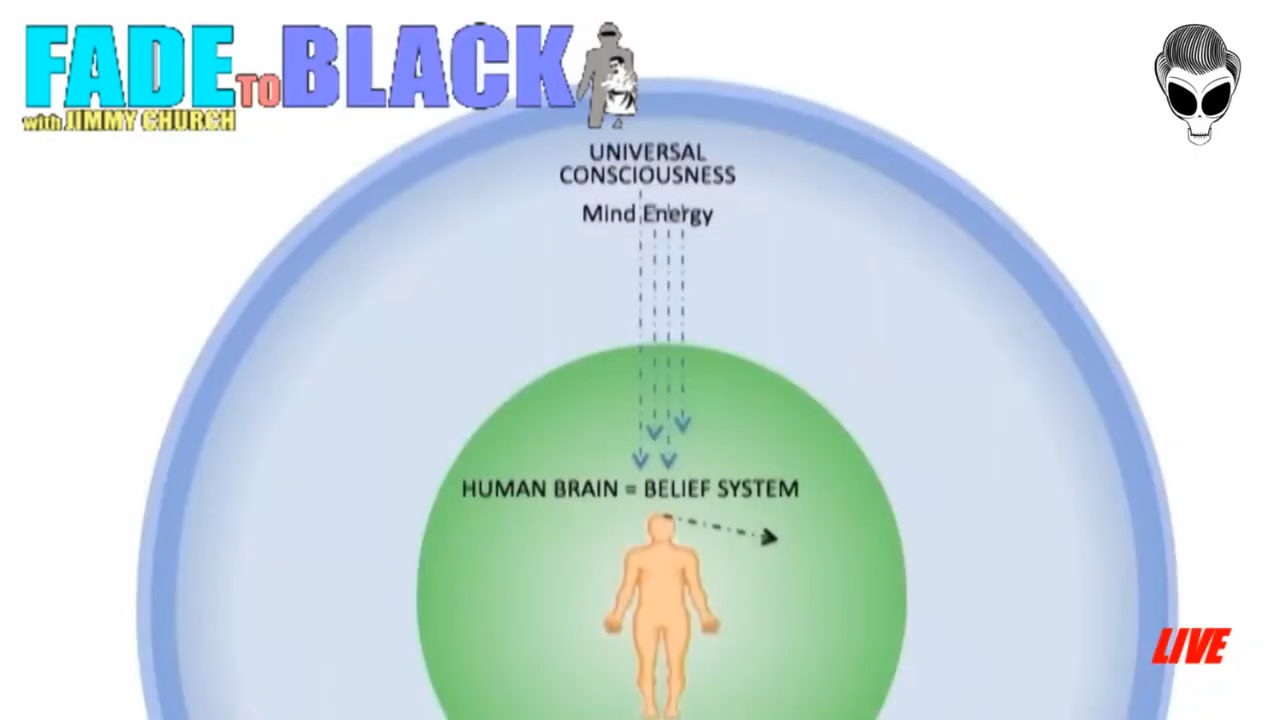 FADE TO BLACK
with JIMMY CHURCH
UNIVERSAL
CONSCIOUSNESS
Mind Energy
HUMAN BRAIN = BELIEF SYSTEM
LIVE